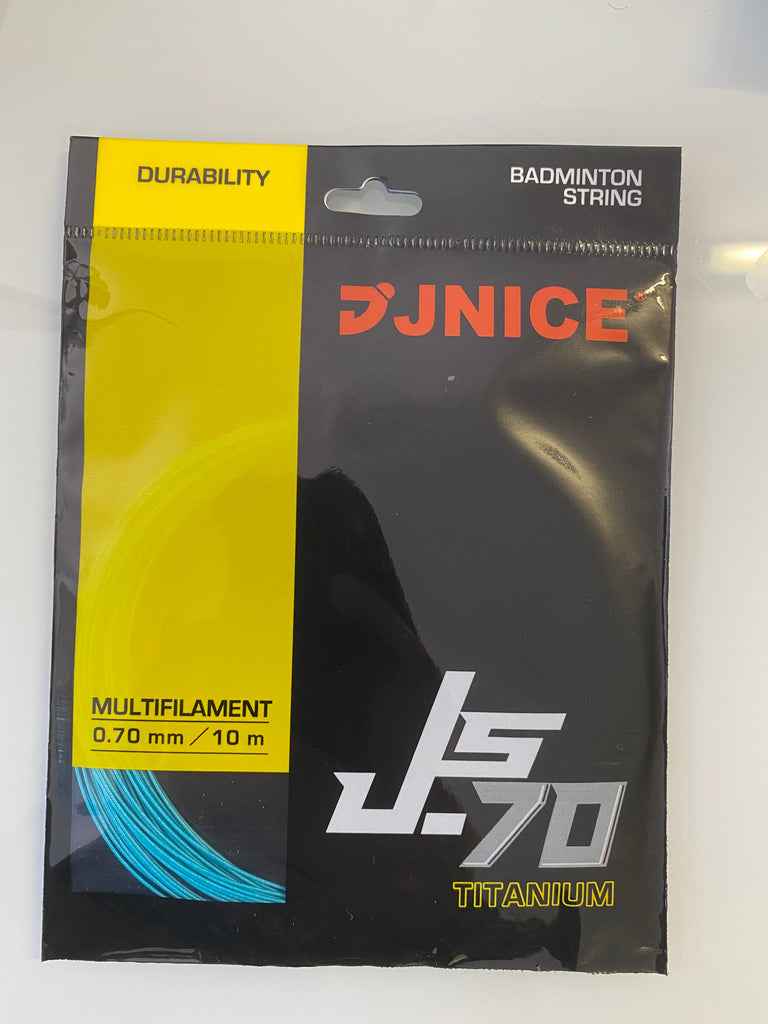 DURABILITY
BADMINTON
STRING
JNICE®
MULTIFILAMENT
0.70 mm / 10 m
JS-70
TITANIUM